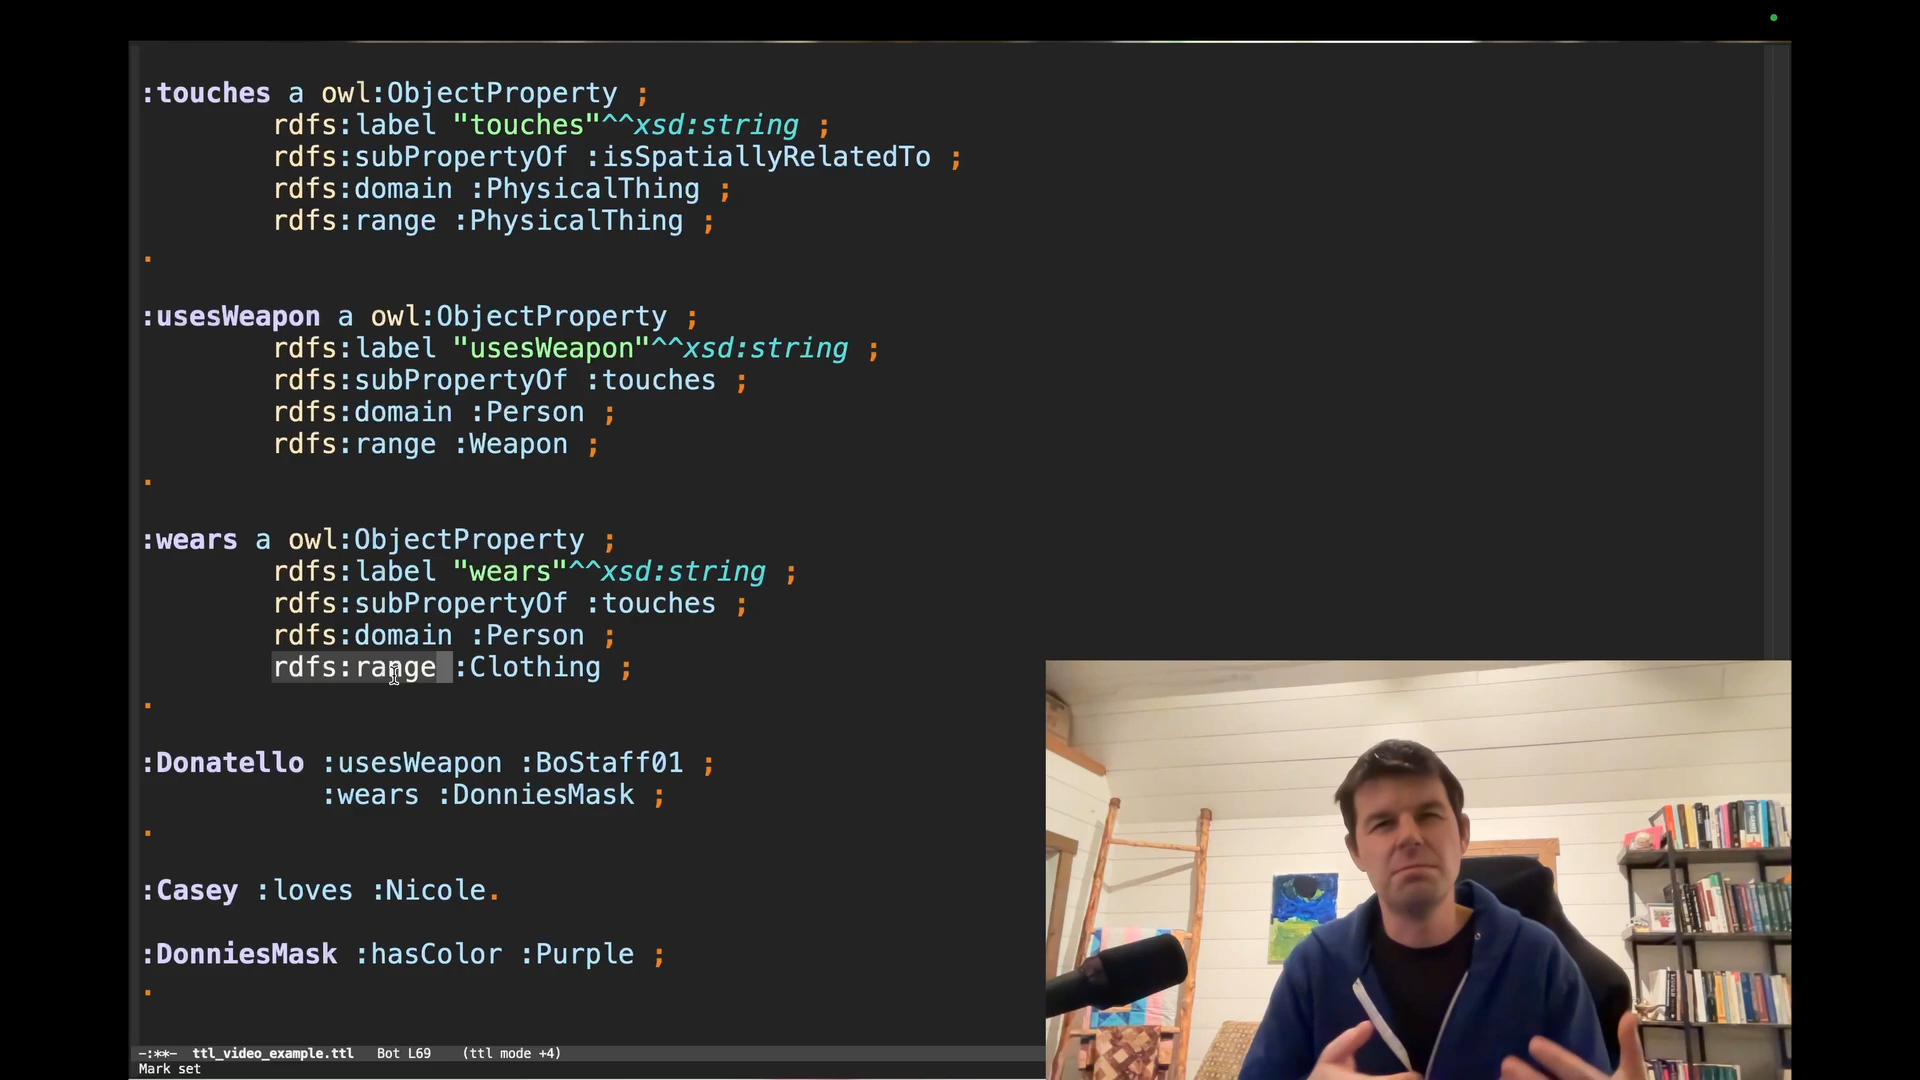 :touches a owl:ObjectProperty ;
rdfs:label "touches"^^xsd:string ;
rdfs:subPropertyOf :isSpatiallyRelatedTo ;
rdfs:domain :PhysicalThing ;
rdfs:range :PhysicalThing ;
.
:usesWeapon a owl:ObjectProperty ;
rdfs:label "usesWeapon"^^xsd:string ;
rdfs:subPropertyOf :touches ;
rdfs:domain :Person ;
rdfs:range :Weapon ;
.
:wears a owl:ObjectProperty ;
rdfs:label "wears"^^xsd:string ;
rdfs:subPropertyOf :touches ;
rdfs:domain :Person ;
rdfs:range :Clothing ;
.
:Donatello :usesWeapon :BoStaff01 ;
:wears :DonniesMask ;
.
:Casey :loves :Nicole.
:DonniesMask :hasColor :Purple ;
.
-:**- ttl_video_example.ttl Bot L69 (ttl mode +4)
Mark set